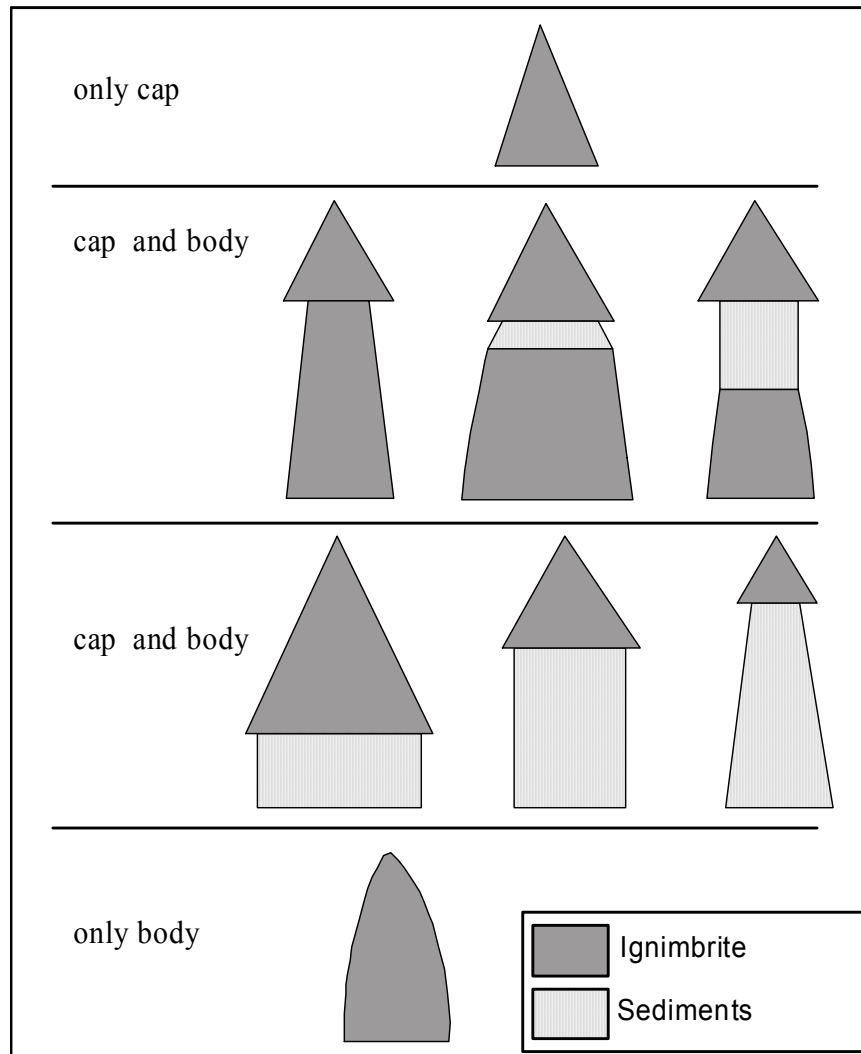 only cap
cap and body
cap and body
only body
Ignimbrite
Sediments